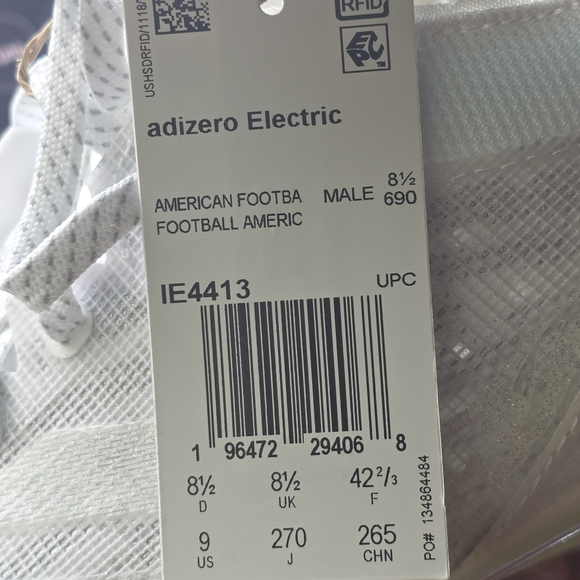 USHSDRFID/1118/
RFID
EPC™
adizero Electric
AMERICAN FOOTBA MALE 8½
FOOTBALL AMERIC 690
IE4413 UPC
1 96472 29406 8
8½ 8½ 42²/₃
D UK F
9 270 265
US J CHN
PO# 134864484